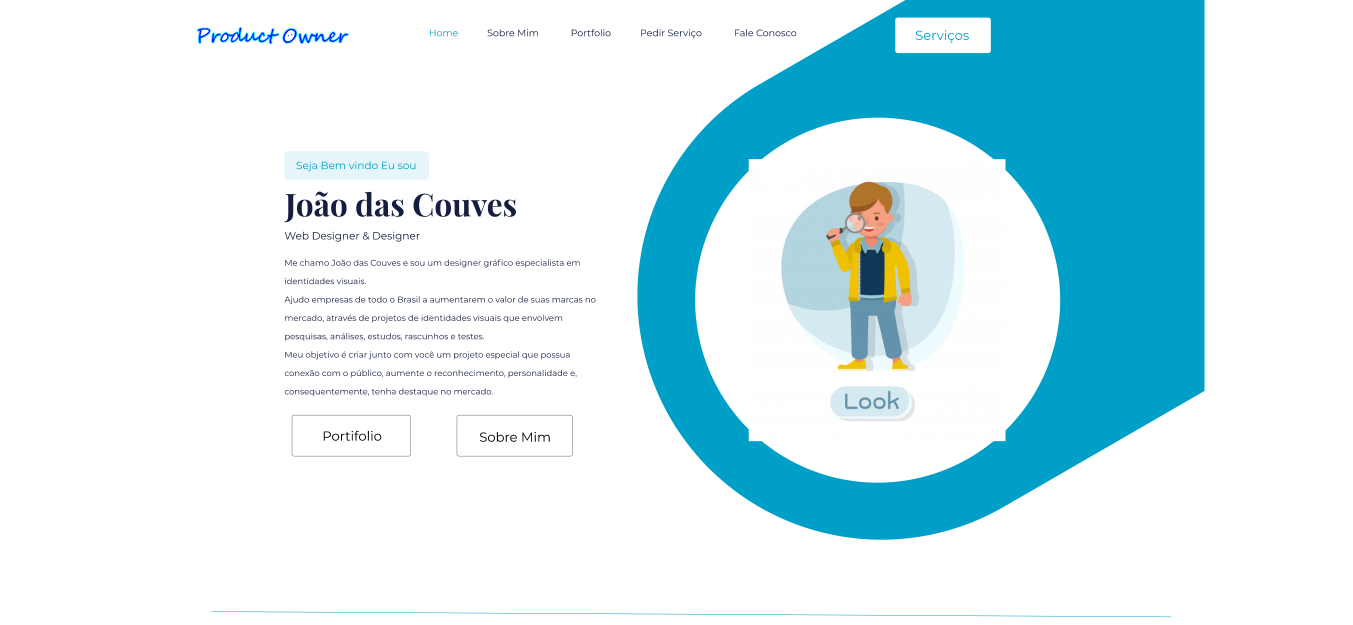 Product Owner
Home
Sobre Mim
Portfolio
Pedir Serviço
Fale Conosco
Serviços
Seja Bem vindo Eu sou
João das Couves
Web Designer & Designer
Me chamo João das Couves e sou um designer gráfico especialista em
identidades visuais.
Ajudo empresas de todo o Brasil a aumentarem o valor de suas marcas no
mercado, através de projetos de identidades visuais que envolvem
pesquisas, análises, estudos, rascunhos e testes.
Meu objetivo é criar junto com você um projeto especial que possua
conexão com o público, aumente o reconhecimento, personalidade e,
consequentemente, tenha destaque no mercado.
Portifolio
Sobre Mim
Look